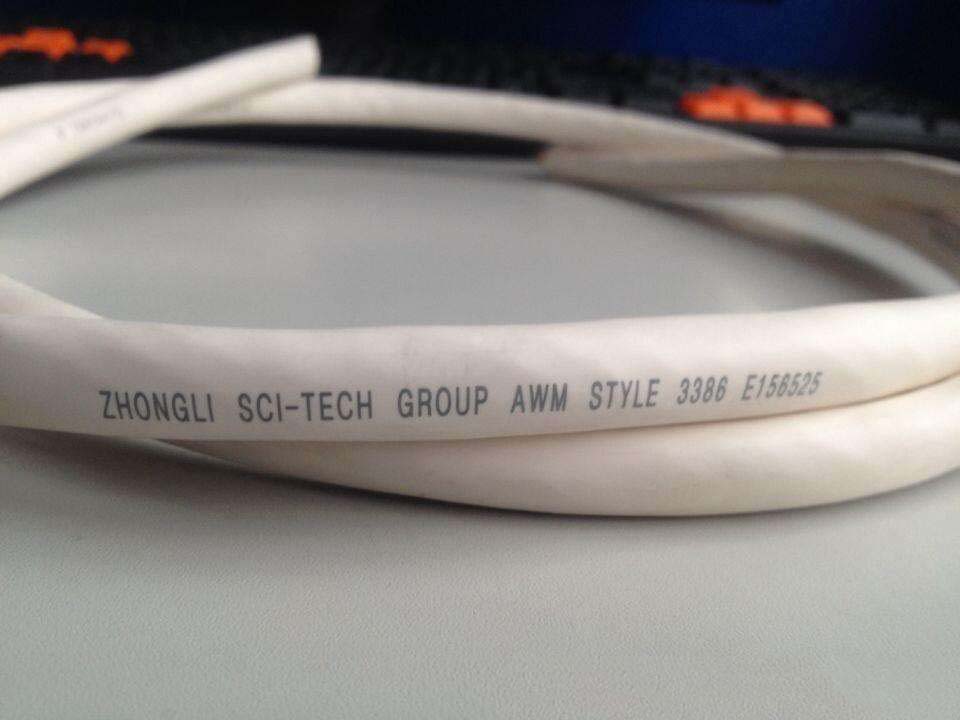 ZHONGLI SCI-TECH GROUP AWM STYLE 3386 E156525